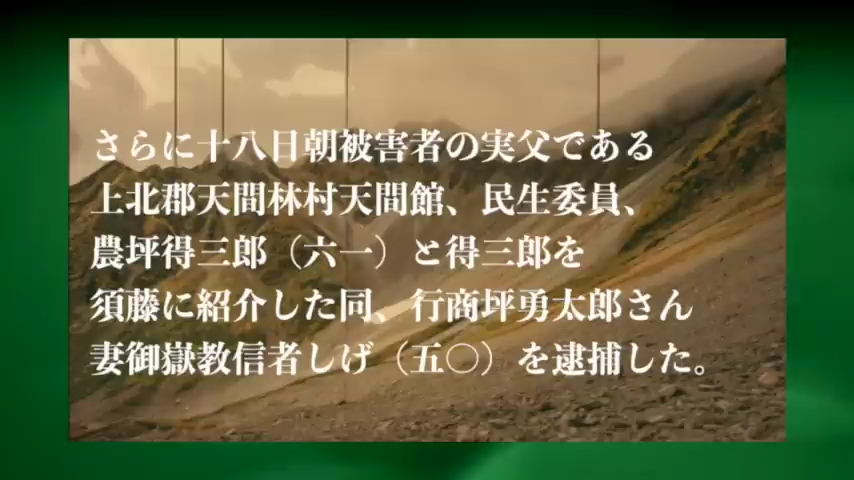 さらに十八日朝被害者の実父である
上北郡天間林村天間館、民生委員、
農坪得三郎（六一）と得三郎を
須藤に紹介した同、行商坪勇太郎さん
妻御嶽教信者しげ（五〇）を逮捕した。